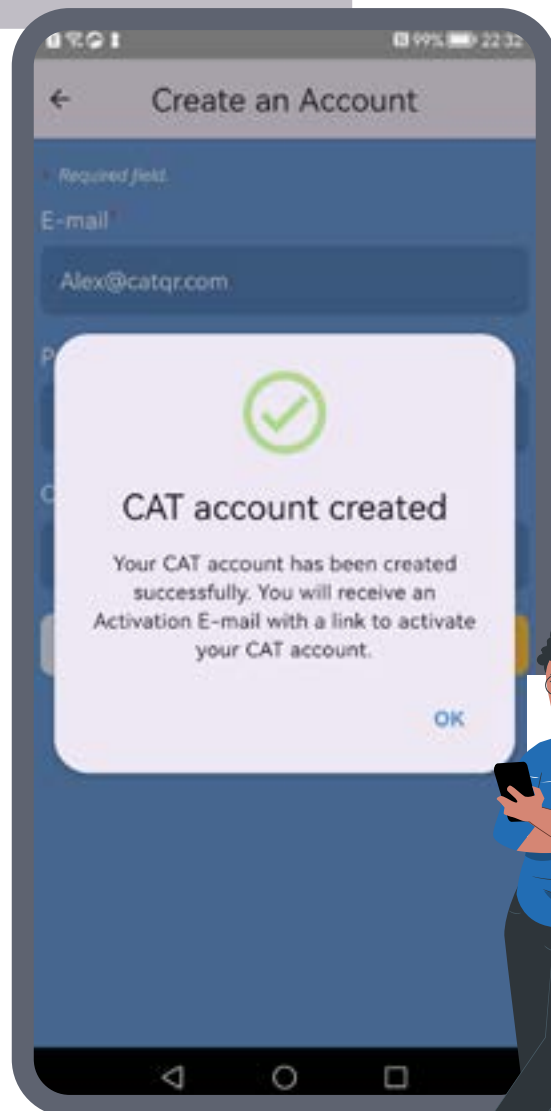 99% 22:32
Create an Account
* Required field.
E-mail*
Alex@catqr.com
P
C
CAT account created
Your CAT account has been created
successfully. You will receive an
Activation E-mail with a link to activate
your CAT account.
OK